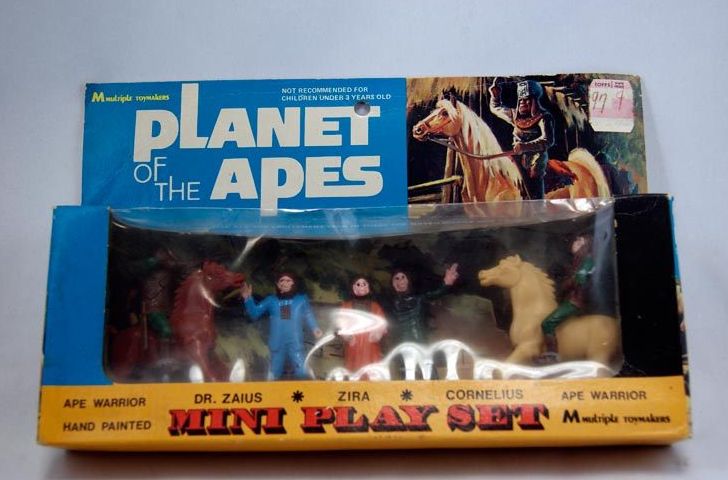 M multiple toymakers
NOT RECOMMENDED FOR
CHILDREN UNDER 3 YEARS OLD
PLANET
OF
THE APES
TOPPS
APE WARRIOR
DR. ZAIUS * ZIRA * CORNELIUS
APE WARRIOR
HAND PAINTED
MINI PLAY SET
M multiple toymakers